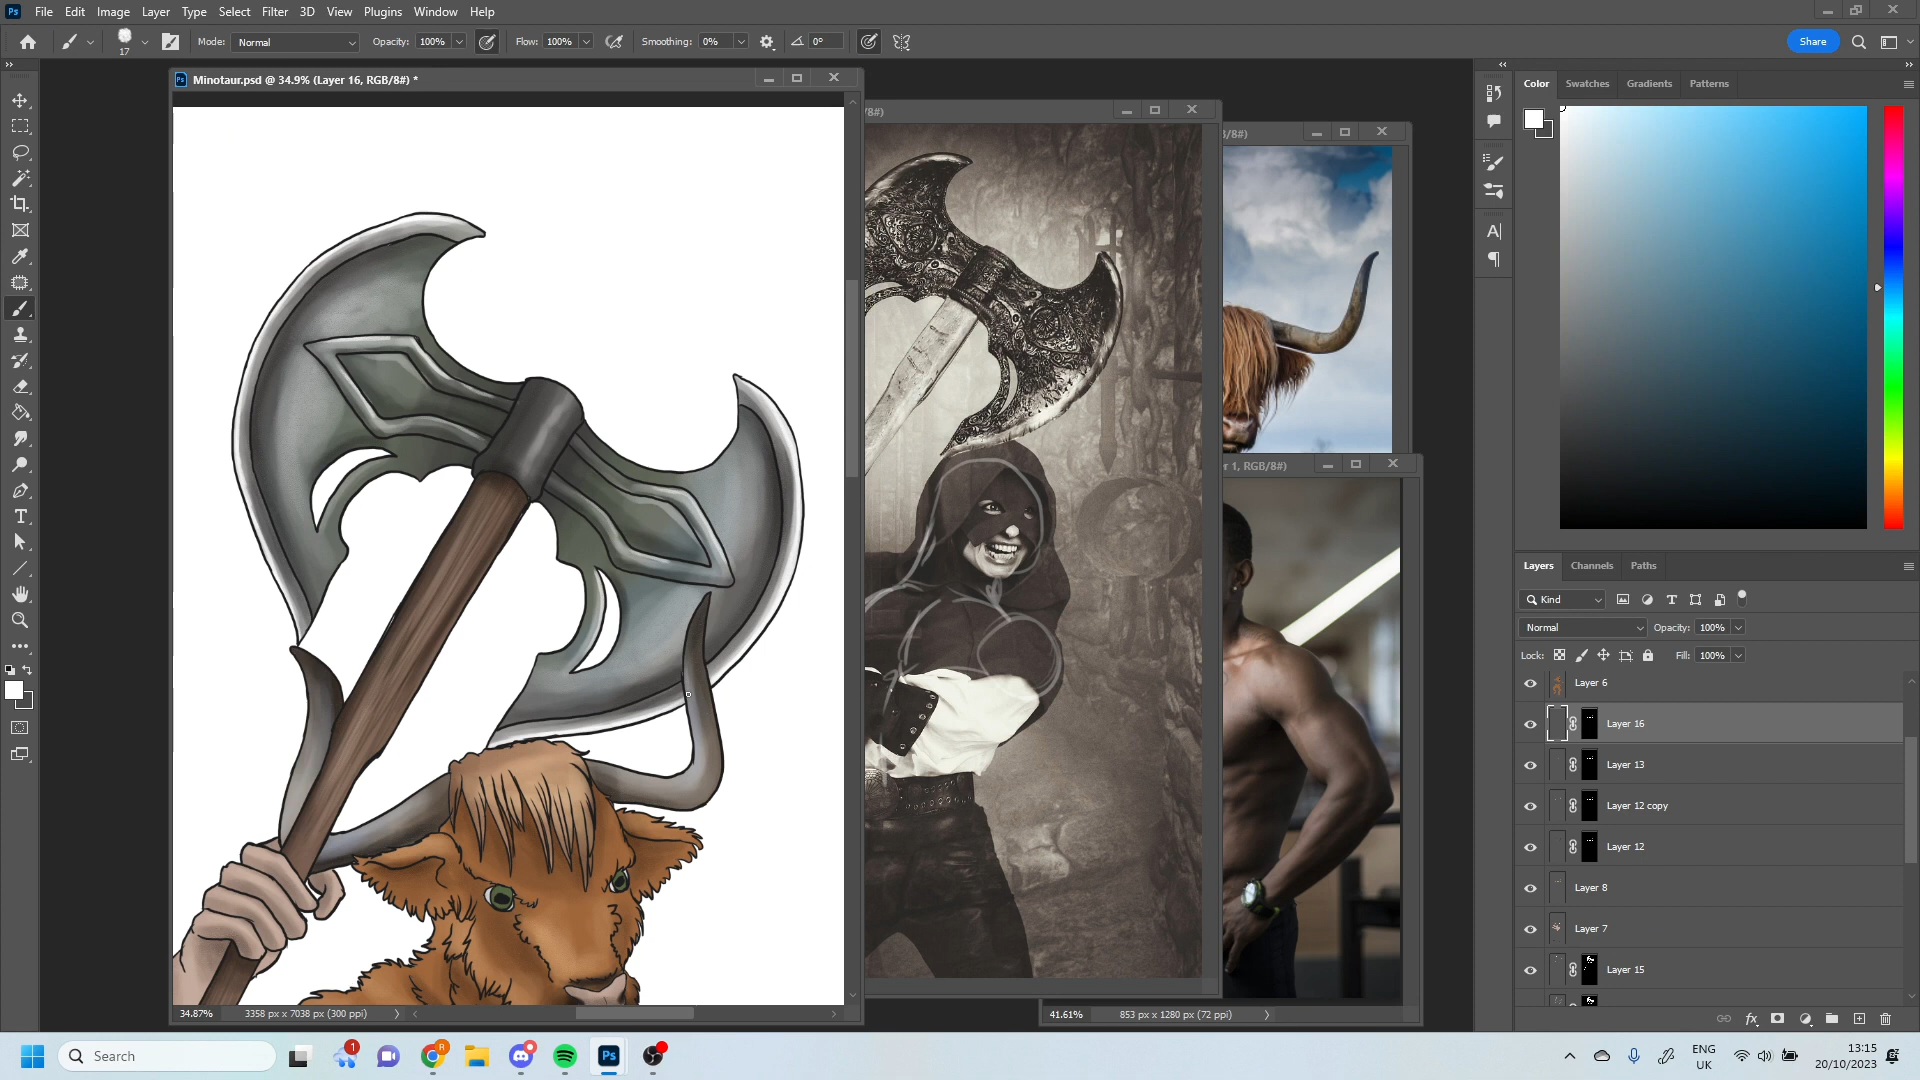 Ps File Edit Image Layer Type Select Filter 3D View Plugins Window Help
17 Mode: Normal Opacity: 100% Flow: 100% Smoothing: 0% 0° Share
Minotaur.psd @ 34.9% (Layer 16, RGB/8#) *
/8#)
/8#)
r 1, RGB/8#)
34.87% 3358 px x 7038 px (300 ppi)
41.61% 853 px x 1280 px (72 ppi)
Color Swatches Gradients Patterns
Layers Channels Paths
Kind
Normal Opacity: 100%
Lock: Fill: 100%
Layer 6
Layer 16
Layer 13
Layer 12 copy
Layer 12
Layer 8
Layer 7
Layer 15
Search
1
R
Ps
ENG
UK
13:15
20/10/2023